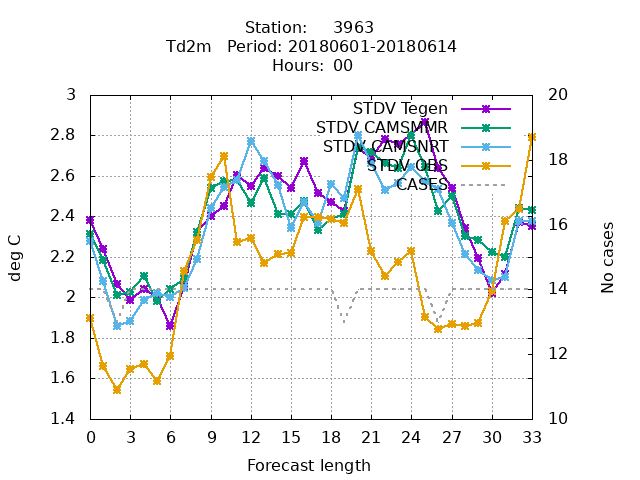 Station: 3963
Td2m Period: 20180601-20180614
Hours: 00
deg C
3
2.8
2.6
2.4
2.2
2
1.8
1.6
1.4
STDV Tegen
STDV CAMSMMR
STDV CAMSNRT
STDV OBS
CASES
20
18
16
14
12
10
No cases
0 3 6 9 12 15 18 21 24 27 30 33
Forecast length